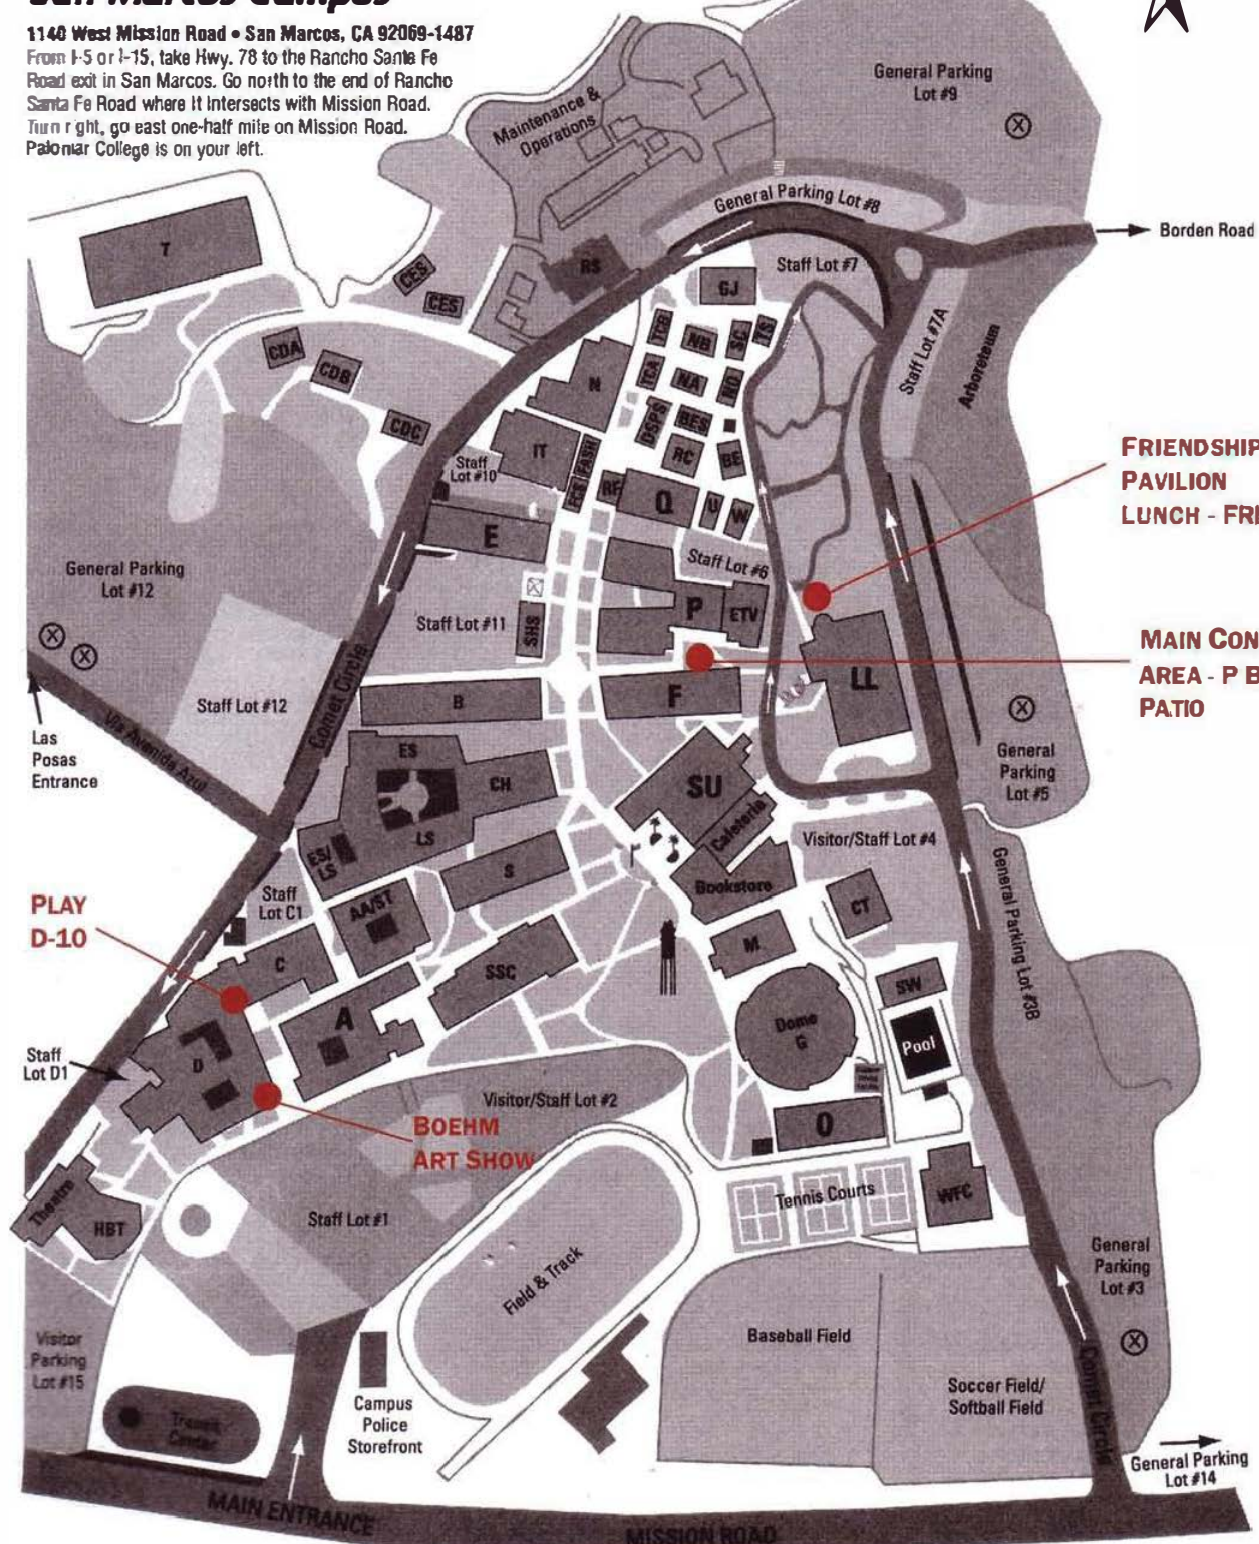 San Marcos Campus
1140 West Mission Road • San Marcos, CA 92069-1487
From I-5 or I-15, take Hwy. 78 to the Rancho Sante Fe
Road exit in San Marcos. Go north to the end of Rancho
Santa Fe Road where it intersects with Mission Road.
Turn right, go east one-half mile on Mission Road.
Palomar College is on your left.
General Parking
Lot #9
X
Maintenance &
Operations
General Parking Lot #8
Borden Road
Staff Lot #7
T
RS
CES
CES
GJ
TCB
NB
SC
TS
Staff Lot #7A
Arboreteum
CDA
CDB
CDC
N
TCA
NA
DSPS
BES
RC
BE
IT
FASH
FCS
Staff
Lot #10
RF
Q
U
W
E
FRIENDSHIP
PAVILION
LUNCH - FRI
Staff Lot #6
General Parking
Lot #12
X
X
Staff Lot #11
SHS
P
ETV
MAIN CON
AREA - P B
PATIO
LL
F
B
Staff Lot #12
Comet Circle
Las
Posas
Entrance
Via Avenida Azul
X
General
Parking
Lot #5
ES
CH
LS
ES/
LS
SU
Cafeteria
Bookstore
Visitor/Staff Lot #4
General Parking Lot #3B
S
CT
Staff
Lot C1
AA/ST
PLAY
D-10
C
SSC
M
SW
A
Dome
G
Pool
Staff
Lot D1
D
Visitor/Staff Lot #2
O
BOEHM
ART SHOW
Tennis Courts
WFC
Theatre
HBT
Staff Lot #1
Field & Track
General
Parking
Lot #3
X
Baseball Field
Visitor
Parking
Lot #15
Soccer Field/
Softball Field
Campus
Police
Storefront
Transit
Center
Comet Circle
General Parking
Lot #14
MAIN ENTRANCE
MISSION ROAD